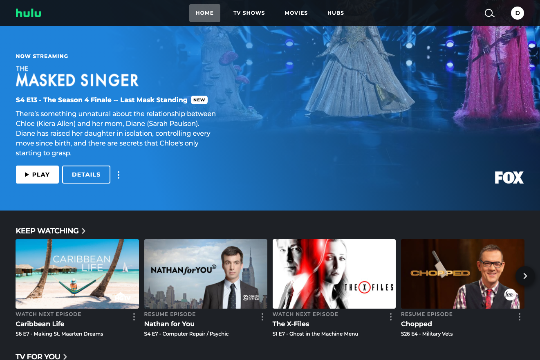 hulu
HOME TV SHOWS MOVIES HUBS
D
NOW STREAMING
THE
MASKED SINGER
S4 E13 - The Season 4 Finale – Last Mask Standing NEW
There's something unnatural about the relationship between
Chloe (Kiera Allen) and her mom, Diane (Sarah Paulson).
Diane has raised her daughter in isolation, controlling every
move since birth, and there are secrets that Chloe's only
starting to grasp.
PLAY DETAILS
FOX
KEEP WATCHING
CARIBBEAN
LIFE
NATHAN for YOU
THE X-FILES
CHOPPED
WATCH NEXT EPISODE
Caribbean Life
S6 E7 - Making St. Maarten Dreams
RESUME EPISODE
Nathan for You
S4 E7 - Computer Repair / Psychic
WATCH NEXT EPISODE
The X-Files
S1 E7 - Ghost in the Machine
RESUME EPISODE
Chopped
S26 E4 - Military Vets
TV FOR YOU